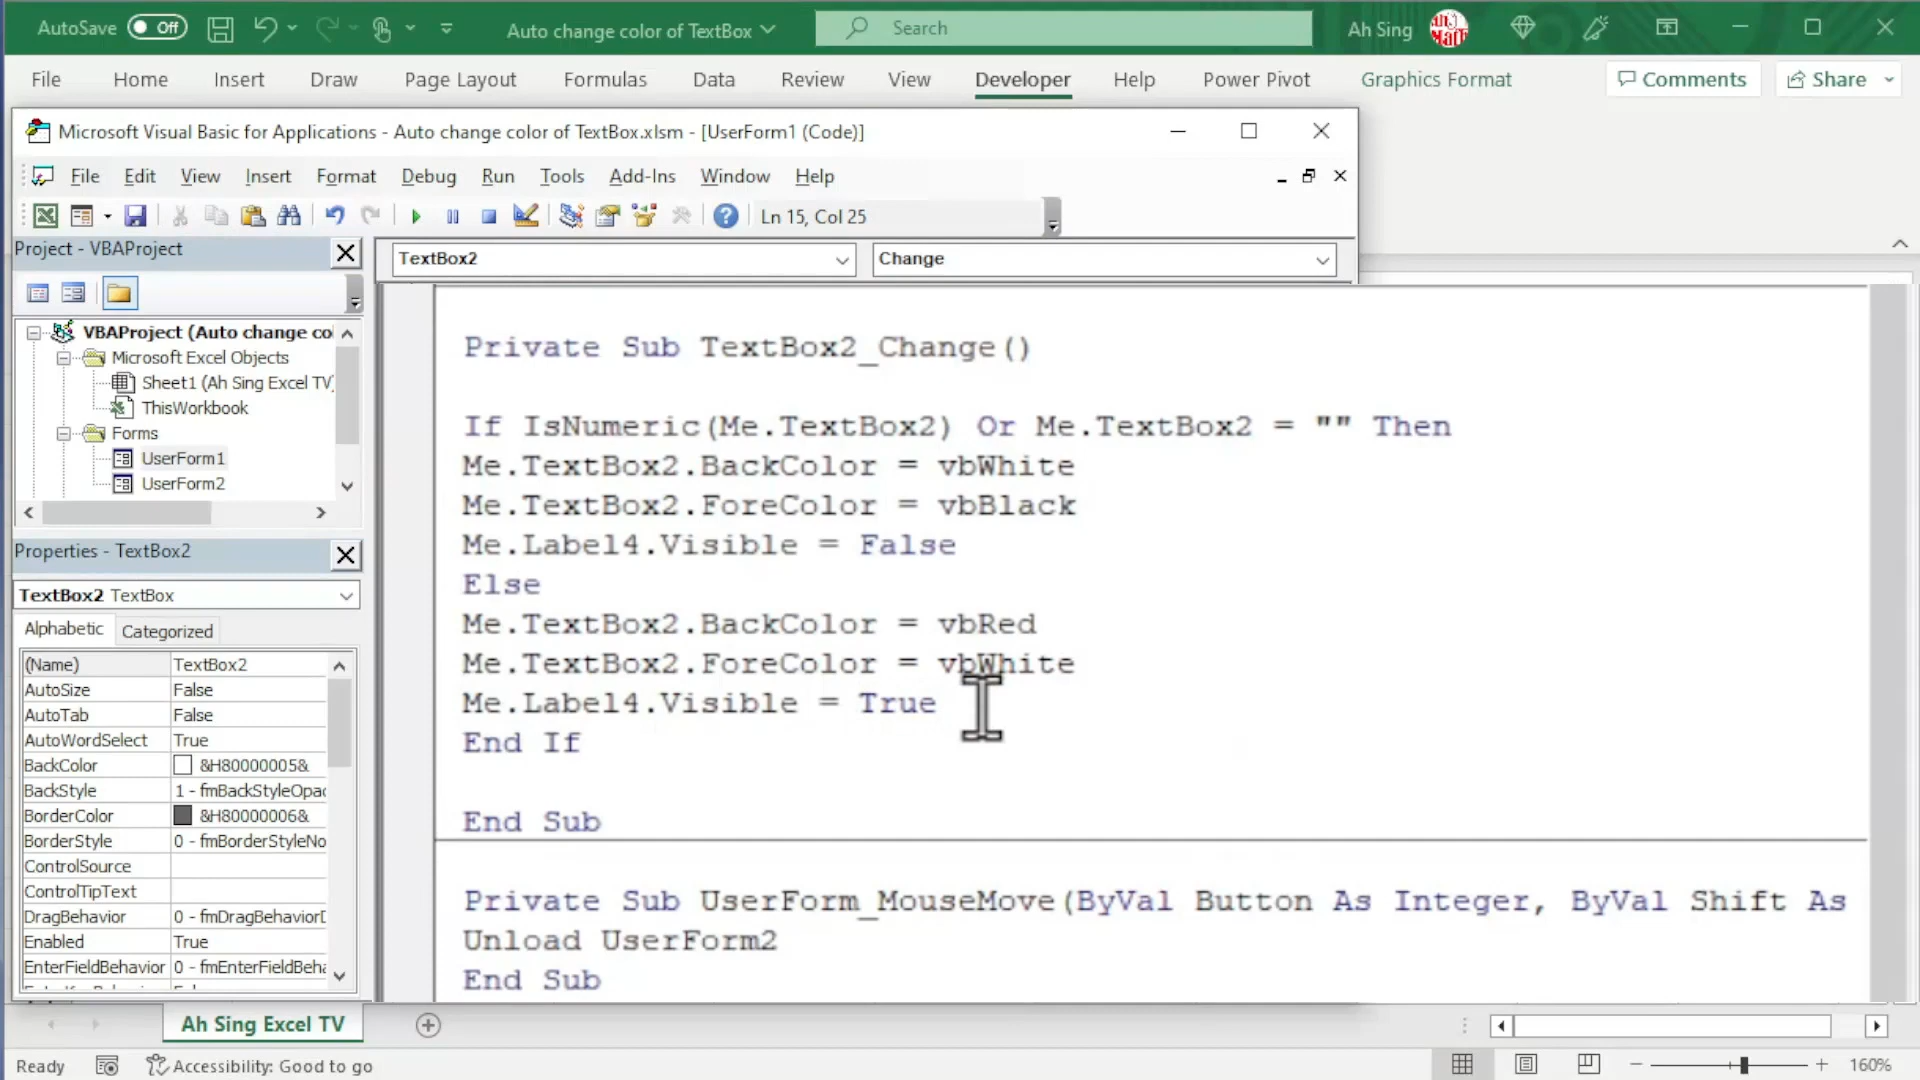 AutoSave Off Auto change color of TextBox Search Ah Sing
File Home Insert Draw Page Layout Formulas Data Review View Developer Help Power Pivot Graphics Format Comments Share
Microsoft Visual Basic for Applications - Auto change color of TextBox.xlsm - [UserForm1 (Code)]
File Edit View Insert Format Debug Run Tools Add-Ins Window Help
Ln 15, Col 25
Project - VBAProject
TextBox2 Change
VBAProject (Auto change co
Microsoft Excel Objects
Sheet1 (Ah Sing Excel TV
ThisWorkbook
Forms
UserForm1
UserForm2
Properties - TextBox2
TextBox2 TextBox
Alphabetic Categorized
(Name) TextBox2
AutoSize False
AutoTab False
AutoWordSelect True
BackColor &H80000005&
BackStyle 1 - fmBackStyleOpa
BorderColor &H80000006&
BorderStyle 0 - fmBorderStyleNo
ControlSource
ControlTipText
DragBehavior 0 - fmDragBehavior
Enabled True
EnterFieldBehavior 0 - fmEnterFieldBeha
Private Sub TextBox2_Change()
If IsNumeric(Me.TextBox2) Or Me.TextBox2 = "" Then
Me.TextBox2.BackColor = vbWhite
Me.TextBox2.ForeColor = vbBlack
Me.Label4.Visible = False
Else
Me.TextBox2.BackColor = vbRed
Me.TextBox2.ForeColor = vbWhite
Me.Label4.Visible = True
End If
End Sub
Private Sub UserForm_MouseMove(ByVal Button As Integer, ByVal Shift As
Unload UserForm2
End Sub
Ah Sing Excel TV
Ready Accessibility: Good to go 160%